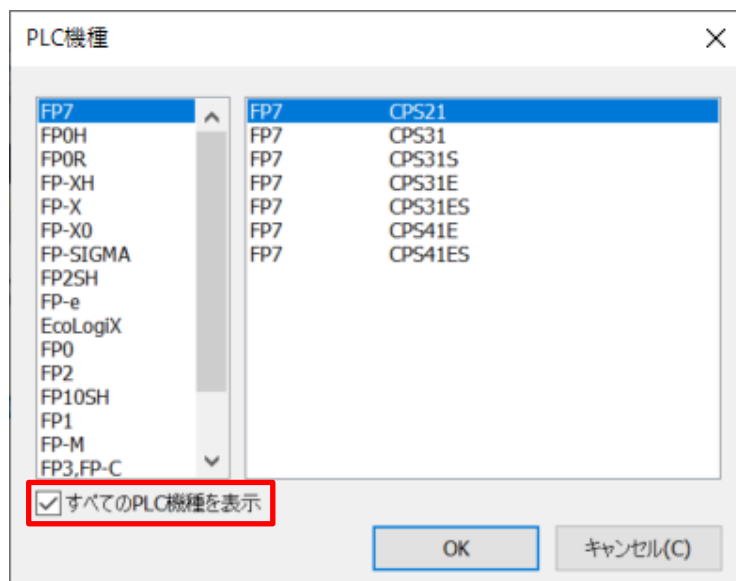 PLC機種
FP7
FP0H
FP0R
FP-XH
FP-X
FP-X0
FP-SIGMA
FP2SH
FP-e
EcoLogiX
FP0
FP2
FP10SH
FP1
FP-M
FP3,FP-C
FP7 CPS21
FP7 CPS31
FP7 CPS31S
FP7 CPS31E
FP7 CPS31ES
FP7 CPS41E
FP7 CPS41ES
すべてのPLC機種を表示
OK
キャンセル(C)